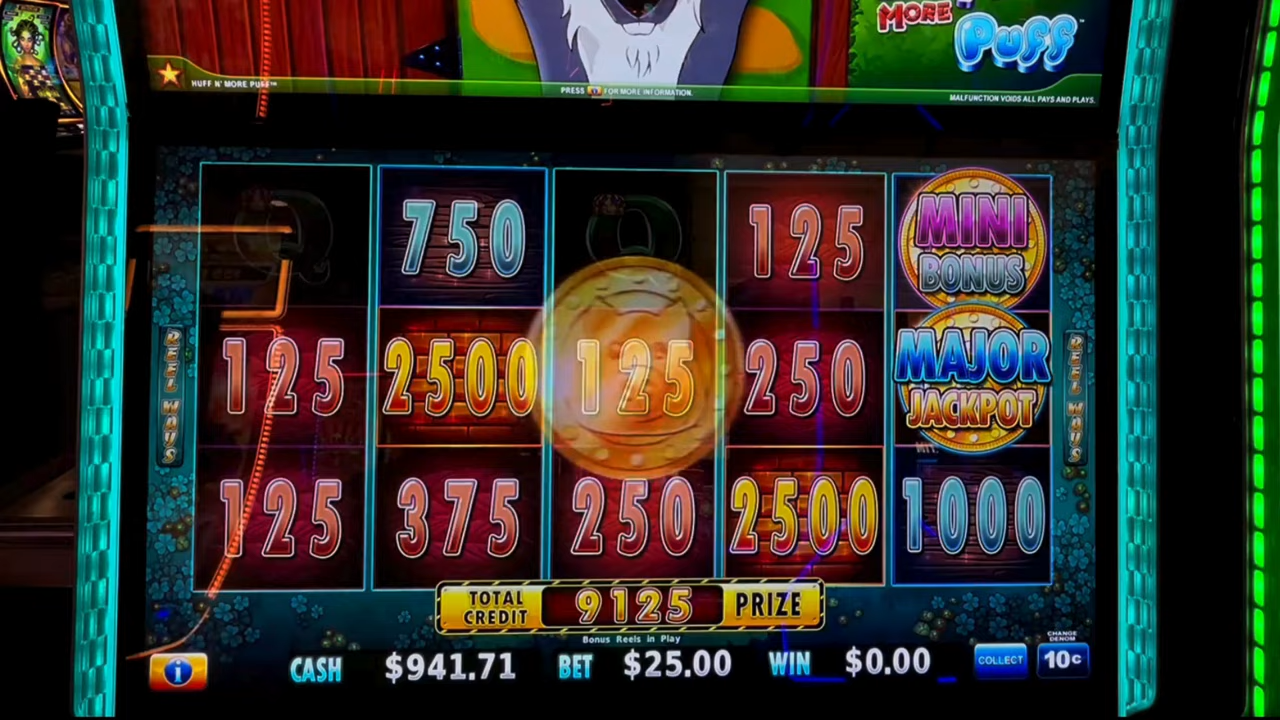 MORE
Puff™
HUFF N' MORE PUFF™
PRESS i FOR MORE INFORMATION.
MALFUNCTION VOIDS ALL PAYS AND PLAYS.
Q 750 Q 125 MINI BONUS
REEL WAYS
125 2500 125 250 MAJOR JACKPOT
REEL WAYS
125 375 250 2500 1000
TOTAL CREDIT 9125 PRIZE
Bonus Reels in Play
CASH $941.71 BET $25.00 WIN $0.00
COLLECT
CHANGE DENOM
10¢